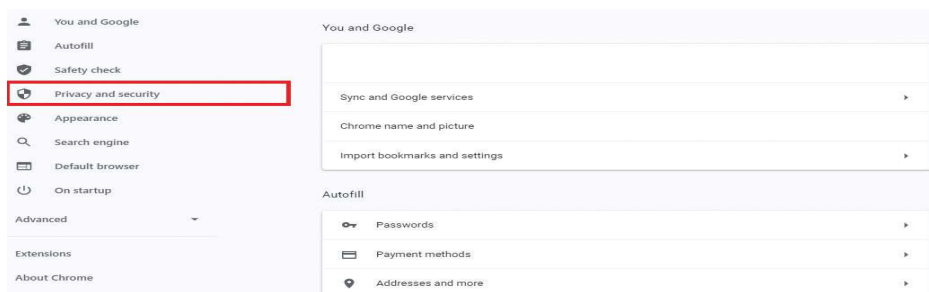 You and Google
Autofill
Safety check
Privacy and security
Appearance
Search engine
Default browser
On startup
Advanced
Extensions
About Chrome
You and Google
Sync and Google services
Chrome name and picture
Import bookmarks and settings
Autofill
Passwords
Payment methods
Addresses and more